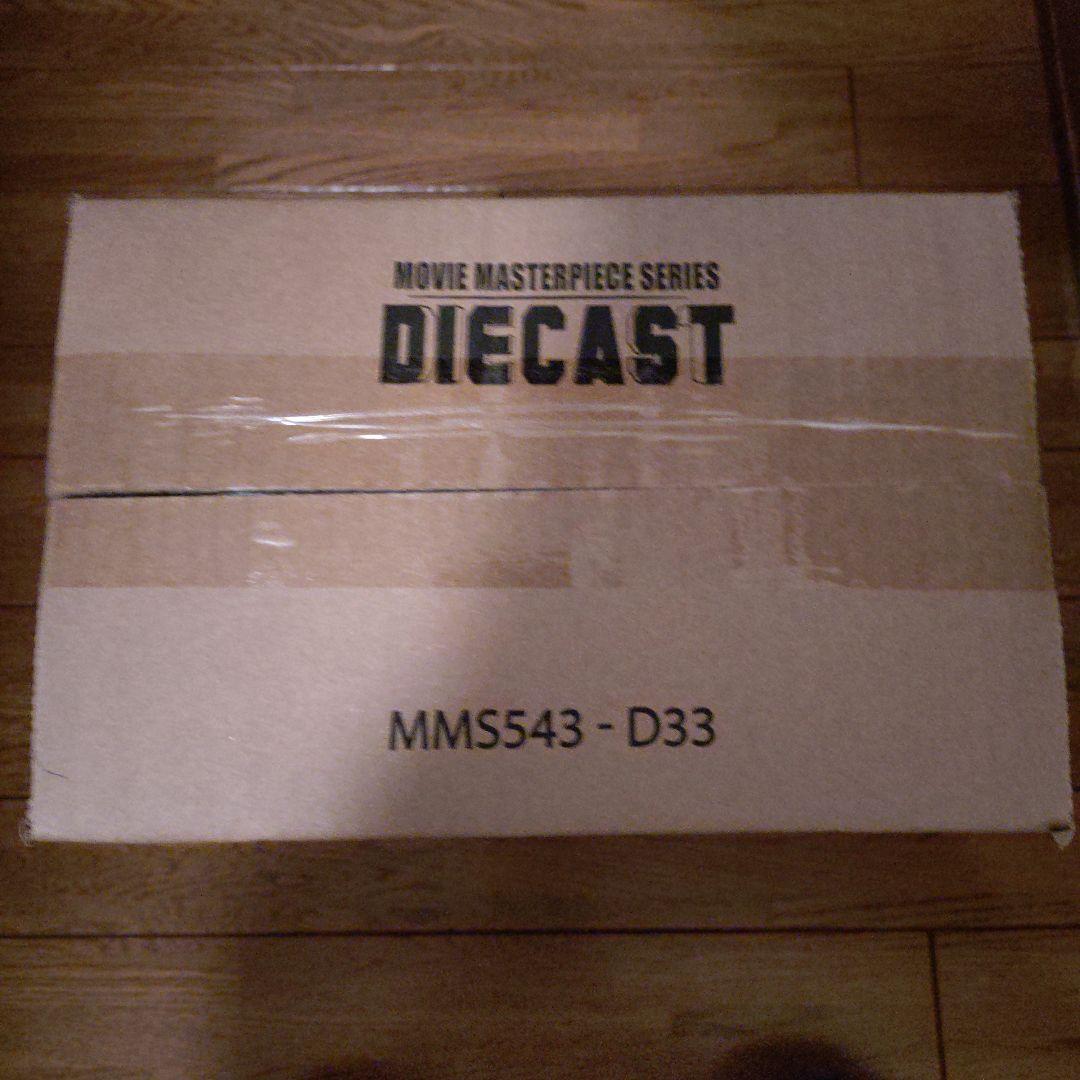 MOVIE MASTERPIECE SERIES
DIECAST
MMS543 - D33